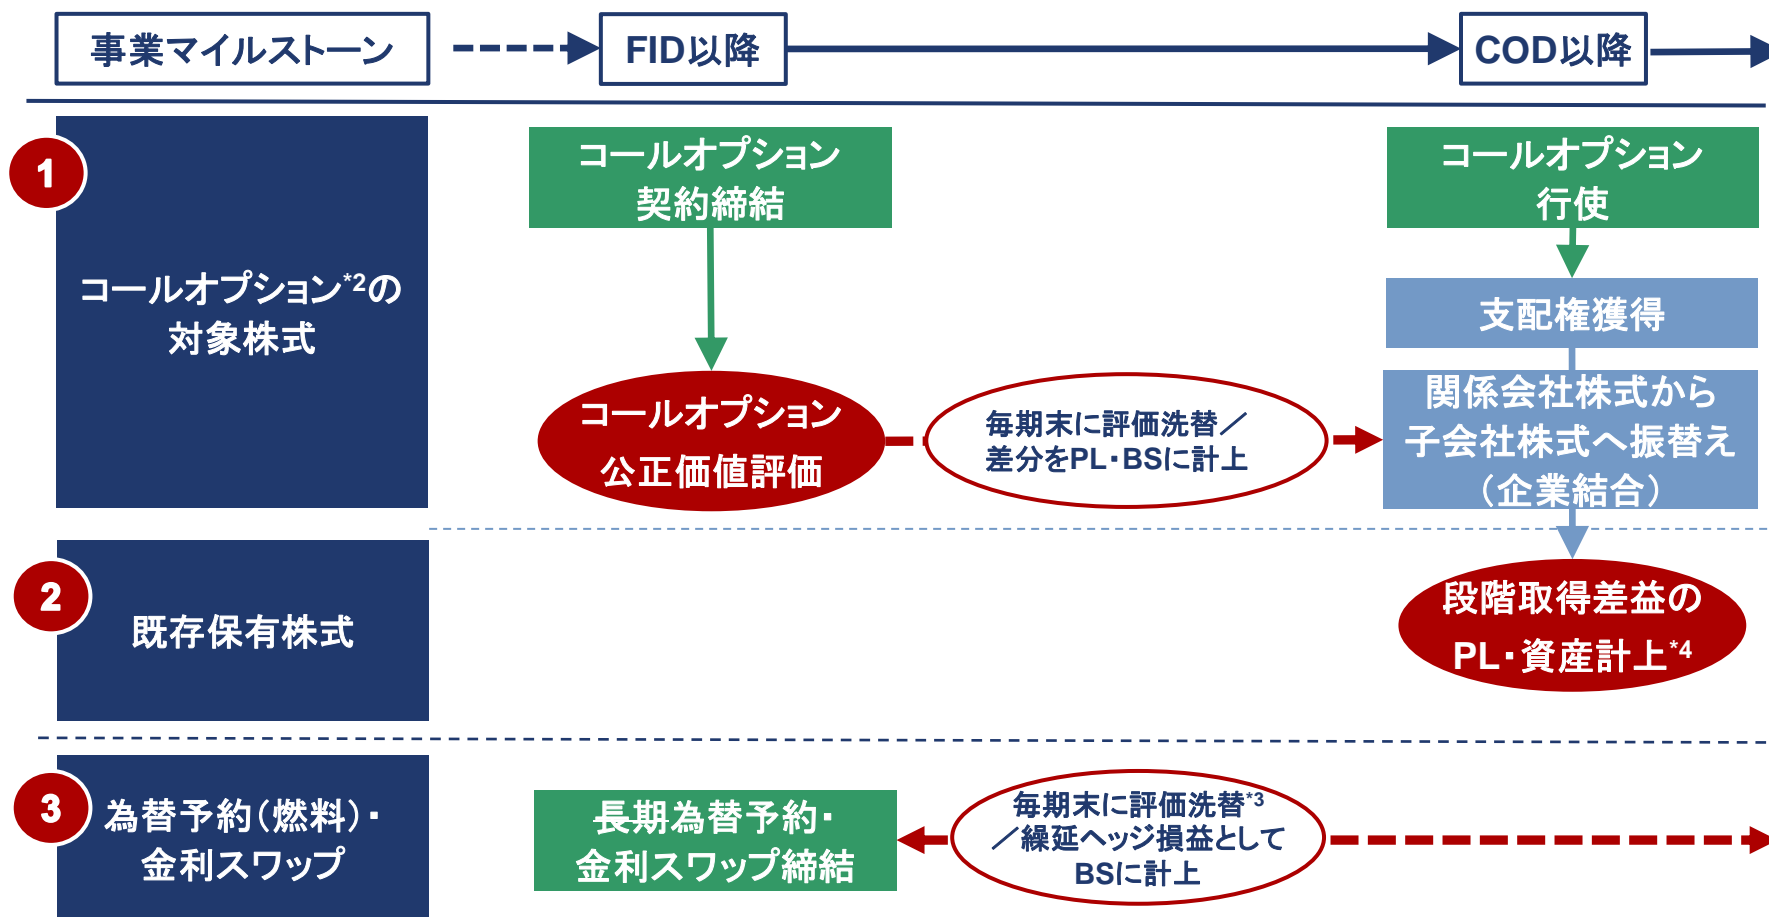 事業マイルストーン
FID以降
COD以降
1
コールオプション*2の
対象株式
コールオプション
契約締結
コールオプション
公正価値評価
毎期末に評価洗替／
差分をPL・BSに計上
コールオプション
行使
支配権獲得
関係会社株式から
子会社株式へ振替え
（企業結合）
2
既存保有株式
段階取得差益の
PL・資産計上*4
3
為替予約（燃料）・
金利スワップ
長期為替予約・
金利スワップ締結
毎期末に評価洗替*3
／繰延ヘッジ損益として
BSに計上